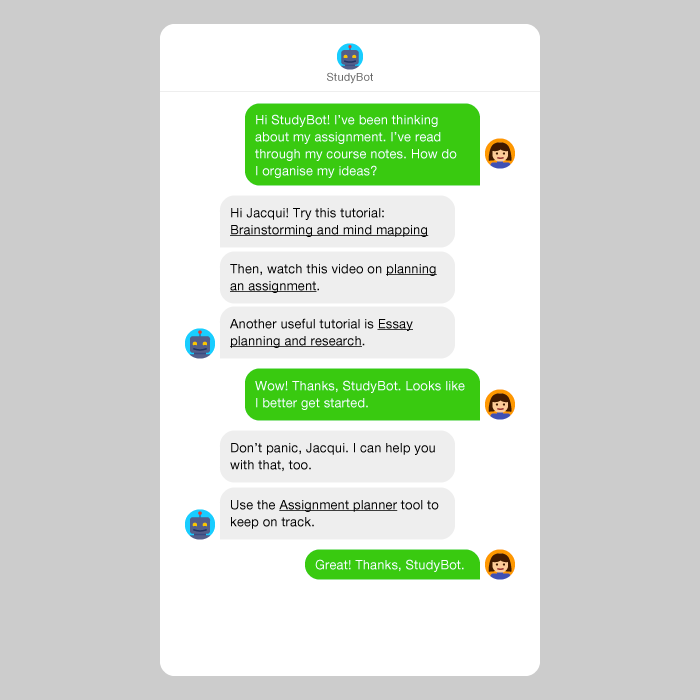 StudyBot
Hi StudyBot! I've been thinking
about my assignment. I've read
through my course notes. How do
I organise my ideas?
Hi Jacqui! Try this tutorial:
Brainstorming and mind mapping
Then, watch this video on planning
an assignment.
Another useful tutorial is Essay
planning and research.
Wow! Thanks, StudyBot. Looks like
I better get started.
Don't panic, Jacqui. I can help you
with that, too.
Use the Assignment planner tool to
keep on track.
Great! Thanks, StudyBot.